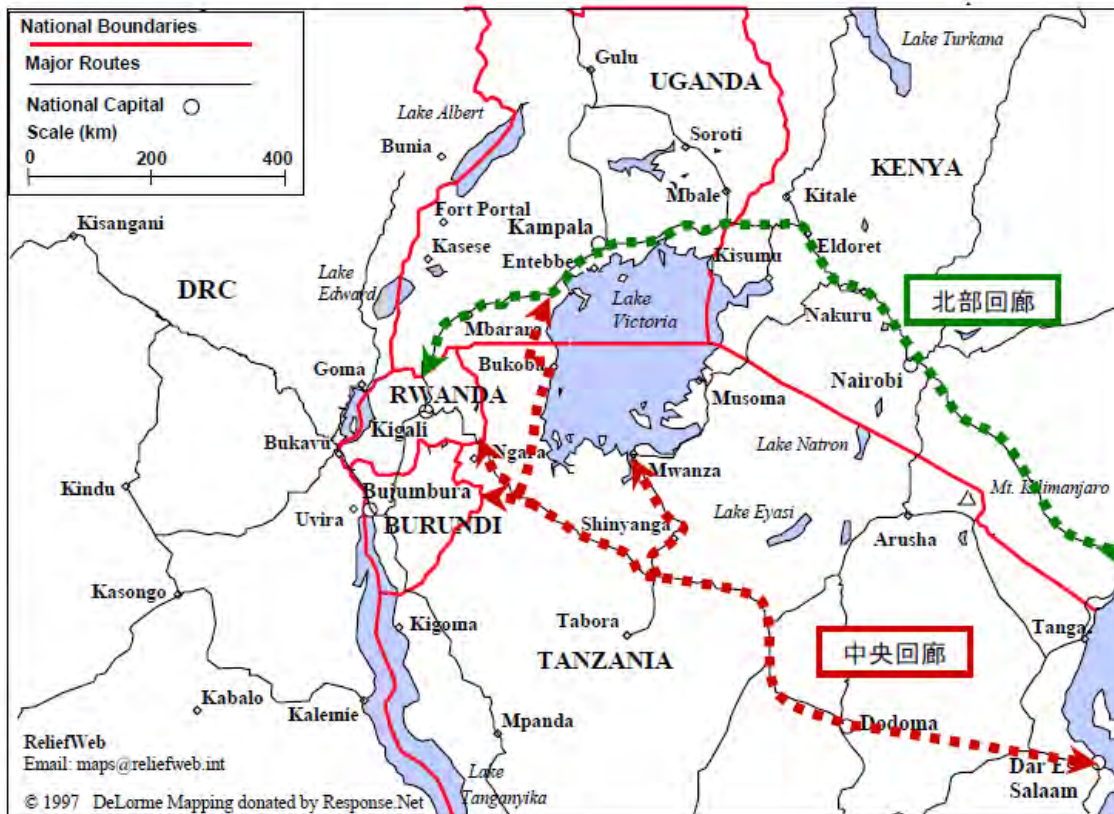 National Boundaries
Major Routes
National Capital
Scale (km)
0 200 400
Lake Turkana
Gulu
UGANDA
Lake Albert
Bunia
Soroti
KENYA
Mbale
Kitale
Kisangani
Fort Portal
Kampala
Eldoret
Kasese
Entebbe
Kisumu
DRC
Lake
Edward
Lake
Victoria
北部回廊
Nakuru
Mbarara
Bukoba
Nairobi
Goma
RWANDA
Musoma
Kigali
Lake Natron
Bukavu
Ngara
Mwanza
Kindu
Bujumbura
Mt. Kilimanjaro
Uvira
BURUNDI
Shinyanga
Lake Eyasi
Arusha
Kasongo
Kigoma
Tabora
Tanga
TANZANIA
中央回廊
Kabalo
Kalemie
Mpanda
Dodoma
ReliefWeb
Email: maps@reliefweb.int
Lake
Tanganyika
Dar Es
Salaam
© 1997 DeLorme Mapping donated by Response.Net